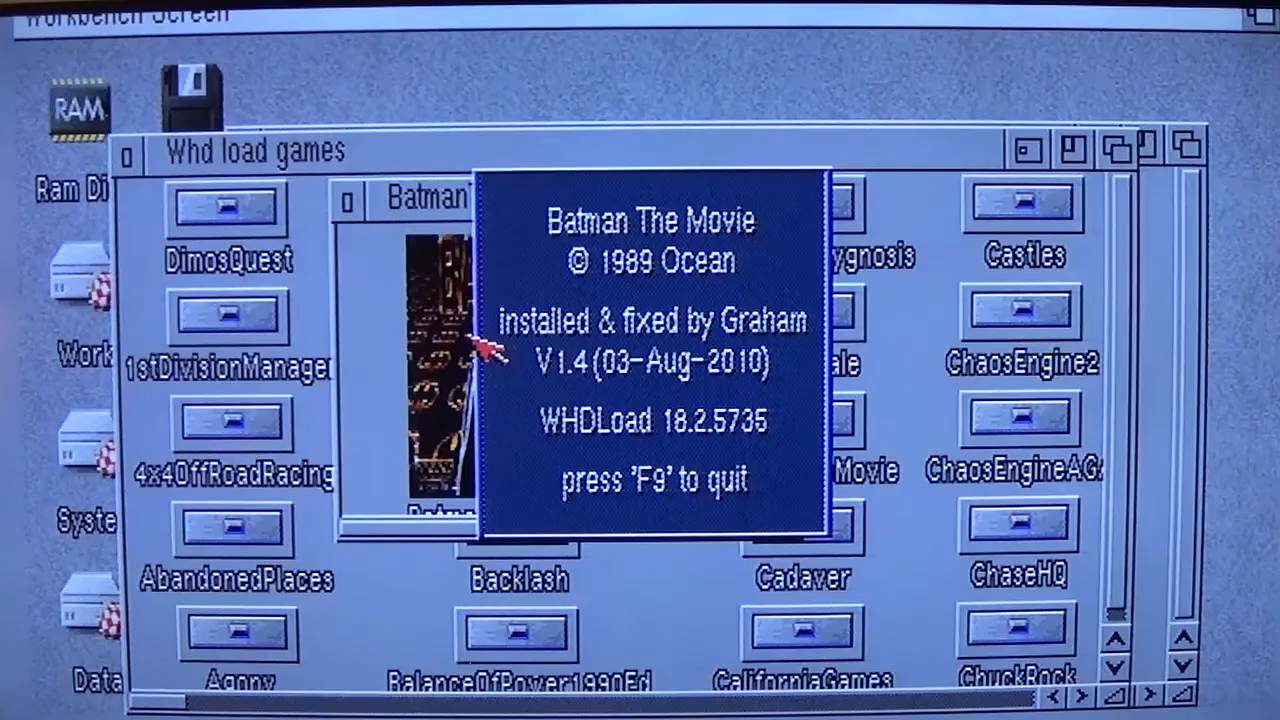 Workbench Screen
RAM
Whd load games
Ram Di
Batman
Batman The Movie
© 1989 Ocean
installed & fixed by Graham
V1.4 (03-Aug-2010)
WHDLoad 18.2.5735
press 'F9' to quit
DimosQuest
ygnosis
Castles
Work
1stDivisionManager
ale
ChaosEngine2
4x4OffRoadRacing
Movie
ChaosEngineAG
Syste
AbandonedPlaces
Backlash
Cadaver
ChaseHQ
Data
Agony
BalanceOfPower1990Ed
CaliforniaGames
ChuckRock